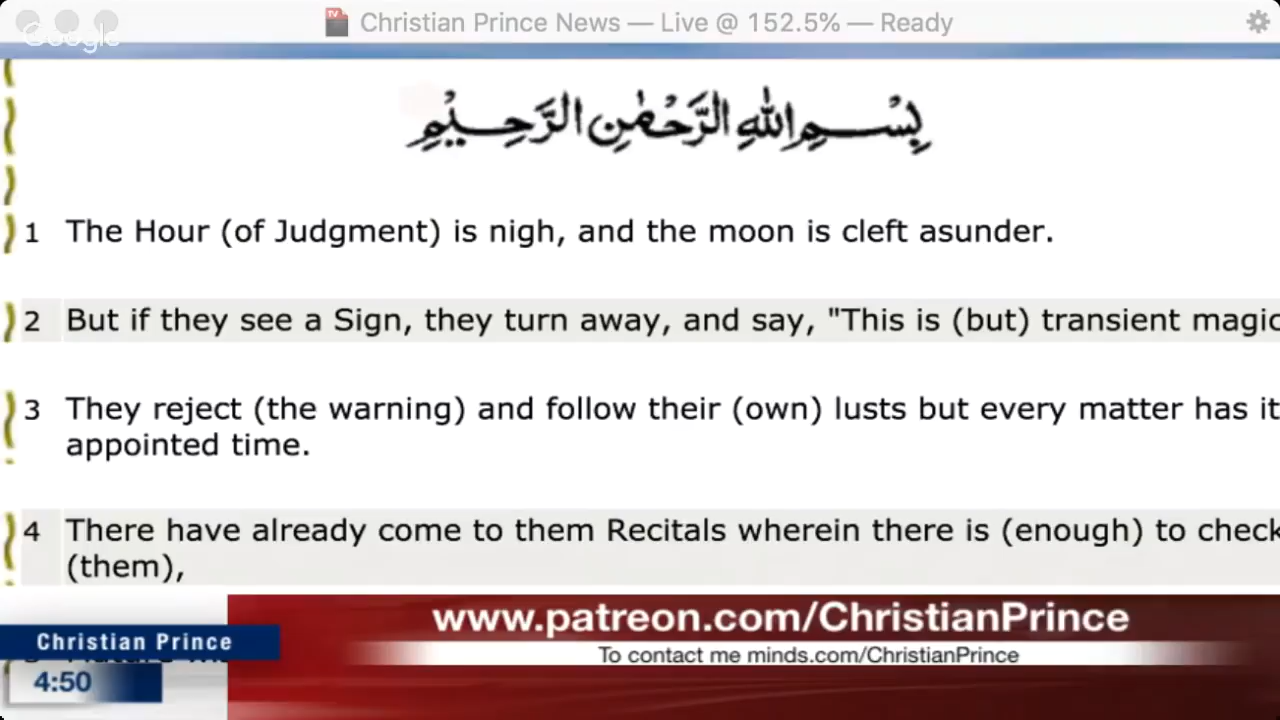 Google
Christian Prince News — Live @ 152.5% — Ready
بِسْمِ اللهِ الرَّحْمٰنِ الرَّحِيْمِ
1 The Hour (of Judgment) is nigh, and the moon is cleft asunder.
2 But if they see a Sign, they turn away, and say, "This is (but) transient magic
3 They reject (the warning) and follow their (own) lusts but every matter has it
appointed time.
4 There have already come to them Recitals wherein there is (enough) to check
(them),
www.patreon.com/ChristianPrince
Christian Prince
To contact me minds.com/ChristianPrince
4:50